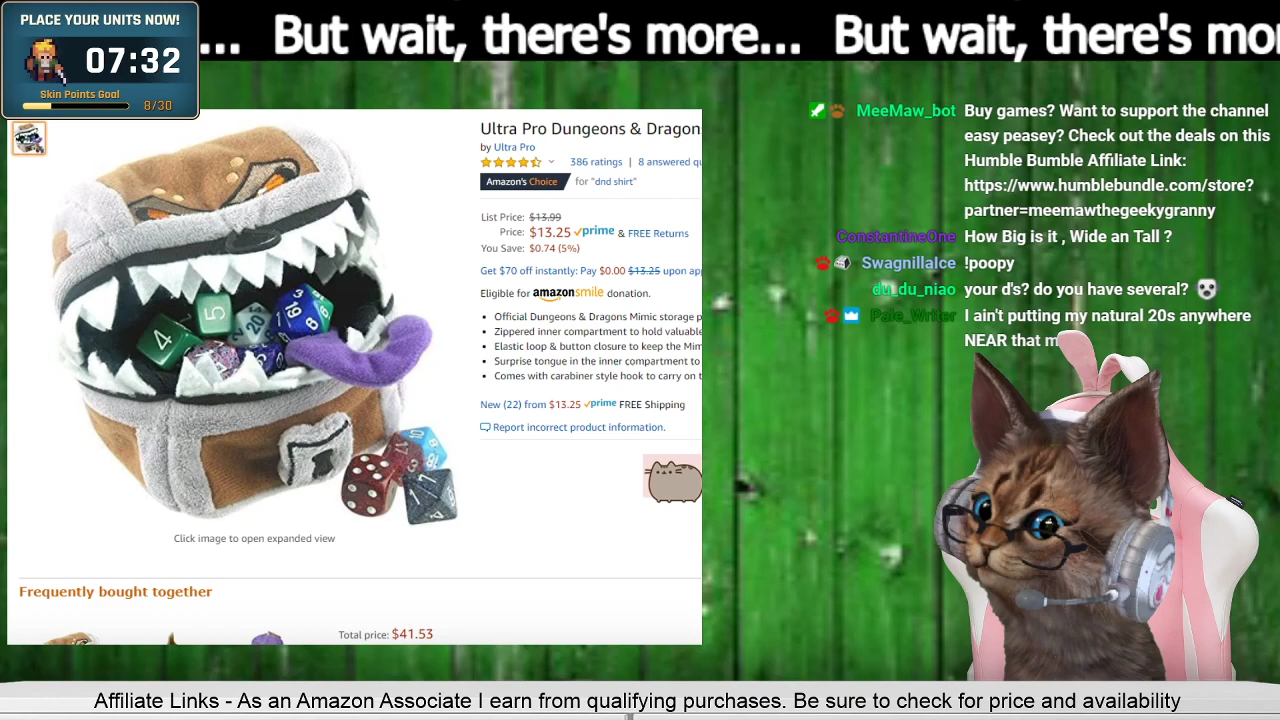 PLACE YOUR UNITS NOW!
07:32
Skin Points Goal
8/30
... But wait, there's more... But wait, there's mo
Ultra Pro Dungeons & Dragon
by Ultra Pro
386 ratings | 8 answered qu
Amazon's Choice for "dnd shirt"
List Price: $13.99
Price: $13.25 prime & FREE Returns
You Save: $0.74 (5%)
Get $70 off instantly: Pay $0.00 $13.25 upon app
Eligible for amazonsmile donation.
• Official Dungeons & Dragons Mimic storage p
• Zippered inner compartment to hold valuable
• Elastic loop & button closure to keep the Mim
• Surprise tongue in the inner compartment to
• Comes with carabiner style hook to carry on t
New (22) from $13.25 prime FREE Shipping
Report incorrect product information.
4
5
20
19
8
Click image to open expanded view
Frequently bought together
Total price: $41.53
MeeMaw_bot Buy games? Want to support the channel
easy peasey? Check out the deals on this
Humble Bumble Affiliate Link:
https://www.humblebundle.com/store?
partner=meemawthegeekygranny
ConstantineOne How Big is it , Wide an Tall ?
SwagnillaIce !poopy
du_du_niao your d's? do you have several?
Pale_Writer I ain't putting my natural 20s anywhere
NEAR that m
Affiliate Links - As an Amazon Associate I earn from qualifying purchases. Be sure to check for price and availability